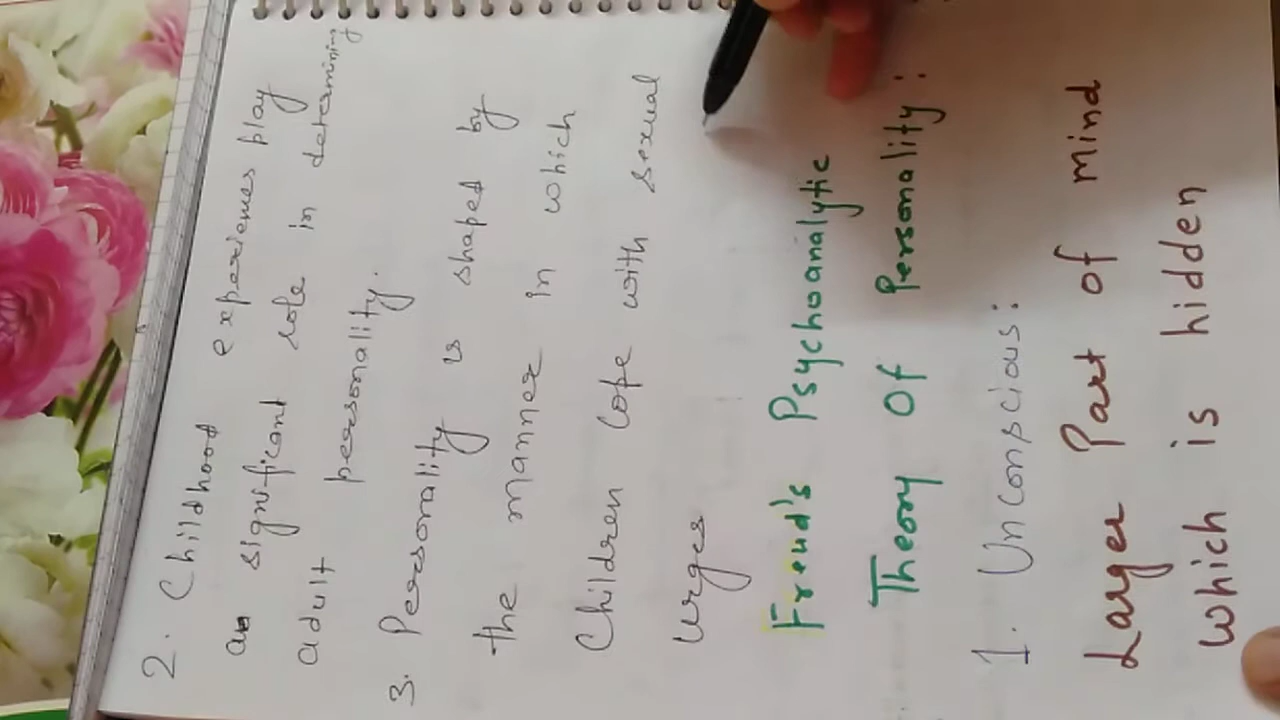 2. Childhood experiences play
a significant role in determining
adult personality.
3. Personality is shaped by
the manner in which
Children Cope with sexual
urges
Freud's Psychoanalytic
Theory Of Personality:
1. Unconscious:
Larger Part of mind
which is hidden